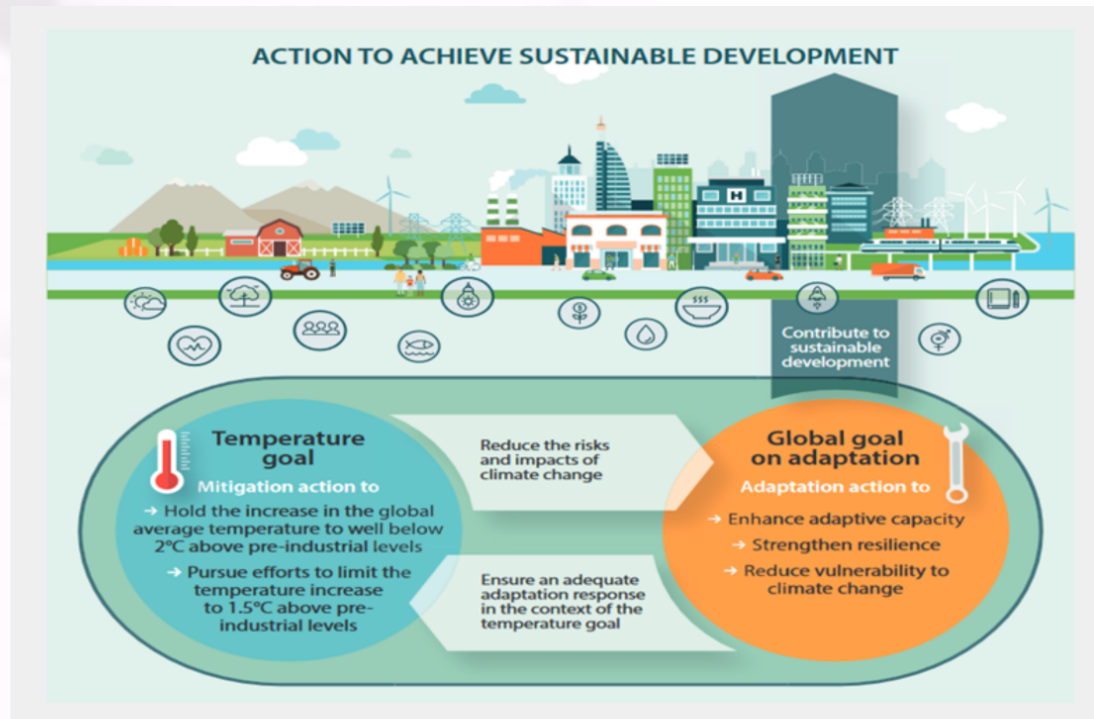 ACTION TO ACHIEVE SUSTAINABLE DEVELOPMENT
H
Contribute to
sustainable
development
Temperature
goal
Mitigation action to
→ Hold the increase in the global
average temperature to well below
2°C above pre-industrial levels
→ Pursue efforts to limit the
temperature increase
to 1.5°C above pre-
industrial levels
Reduce the risks
and impacts of
climate change
Ensure an adequate
adaptation response
in the context of the
temperature goal
Global goal
on adaptation
Adaptation action to
→ Enhance adaptive capacity
→ Strengthen resilience
→ Reduce vulnerability to
climate change